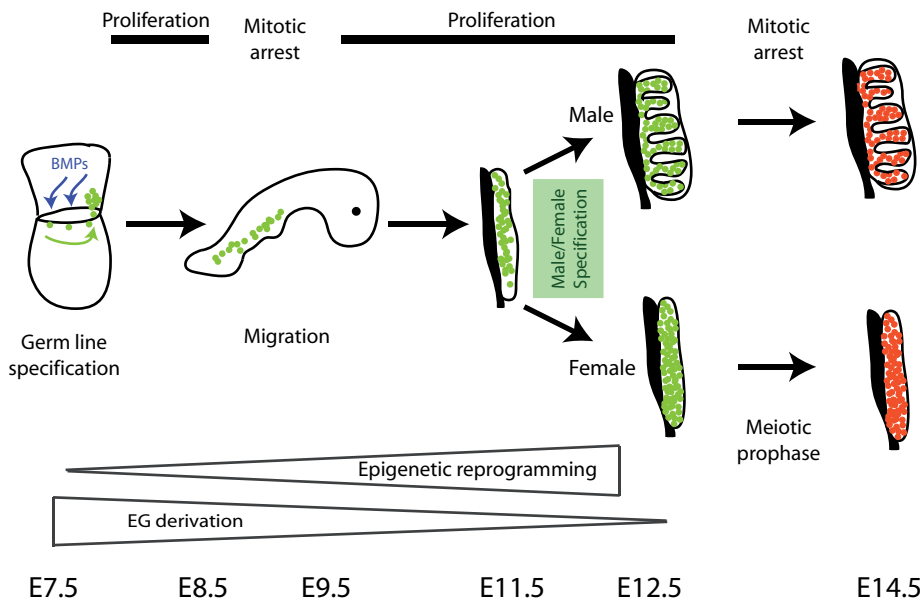 Proliferation
Mitotic
arrest
Proliferation
Mitotic
arrest
BMPs
Male
Male/Female
Specification
Germ line
specification
Migration
Female
Meiotic
prophase
Epigenetic reprogramming
EG derivation
E7.5
E8.5
E9.5
E11.5
E12.5
E14.5